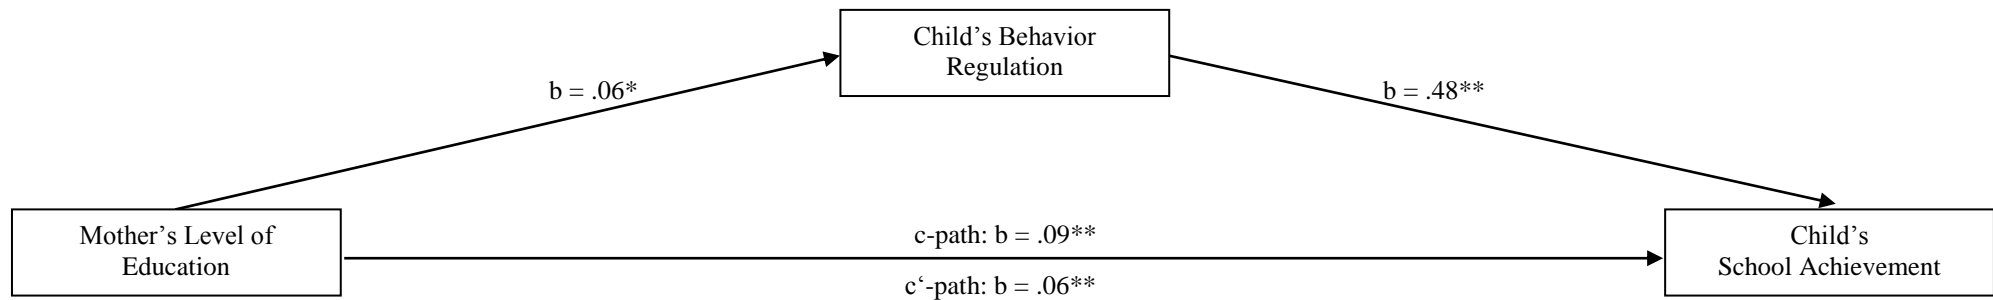 Child’s Behavior
Regulation
b = .06*
b = .48**
Mother’s Level of
Education
c-path: b = .09**
c‘-path: b = .06**
Child’s
School Achievement